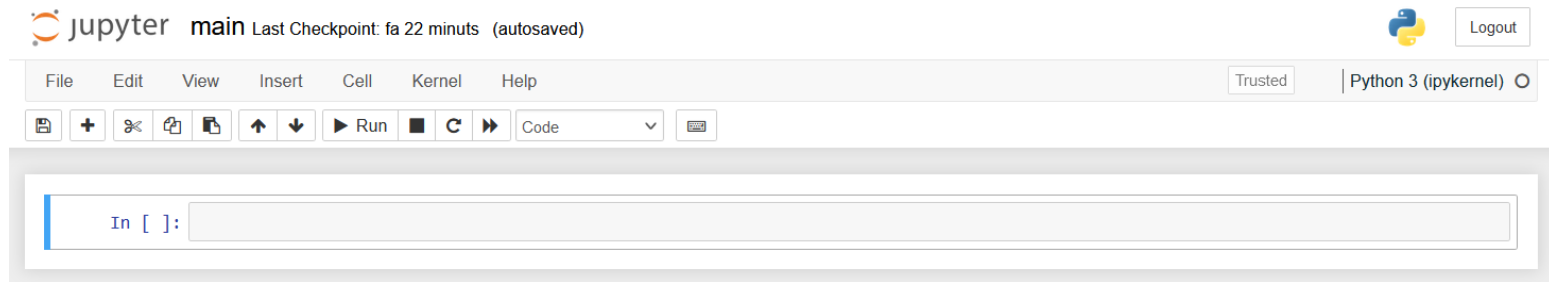 jupyter main Last Checkpoint: fa 22 minuts (autosaved) Logout
File Edit View Insert Cell Kernel Help Trusted Python 3 (ipykernel)
Run Code
In [ ]: